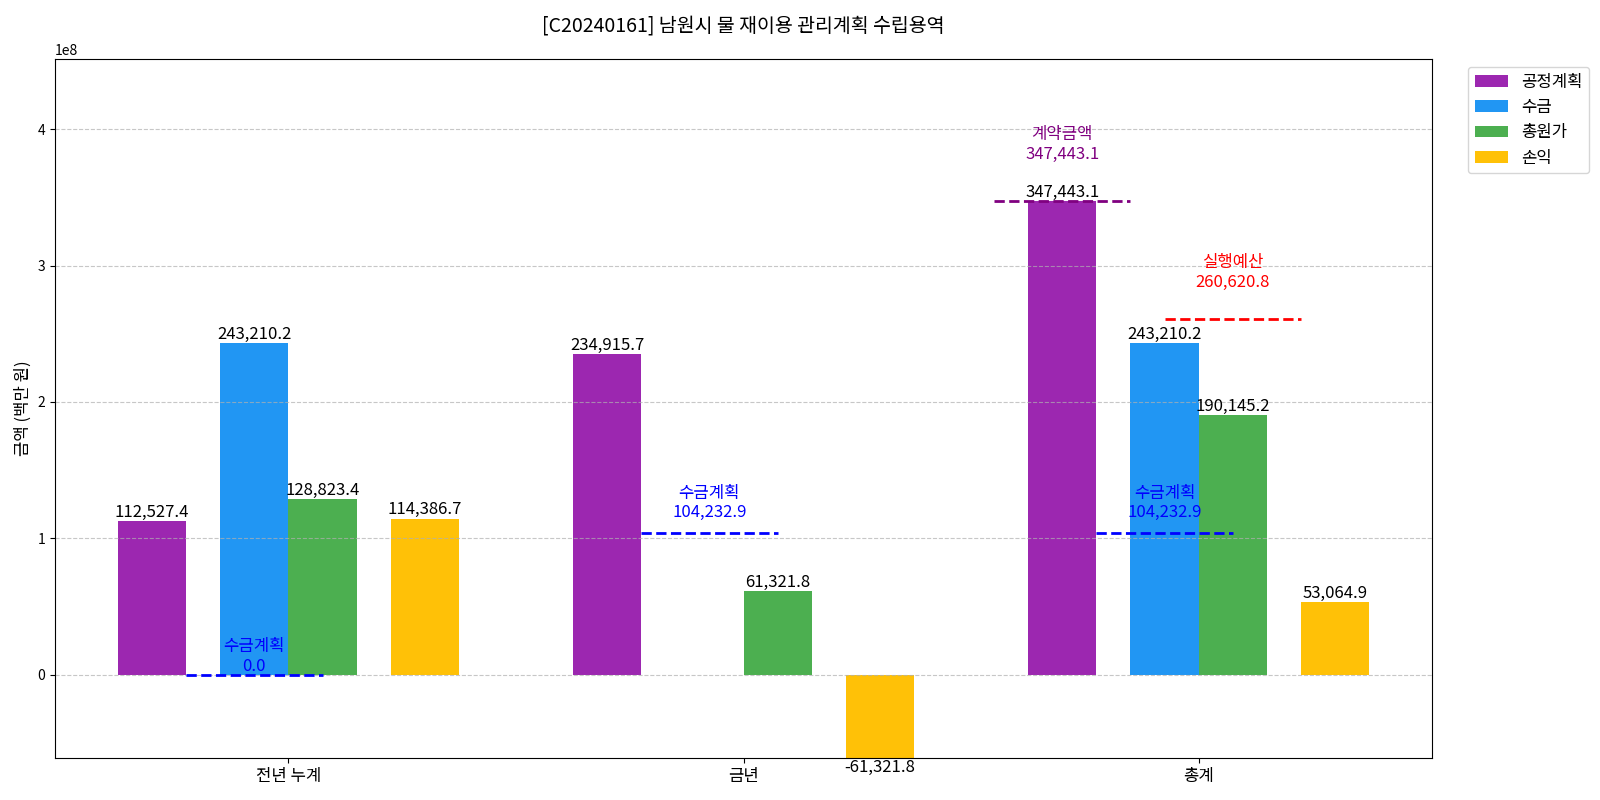 [C20240161] 남원시 물 재이용 관리계획 수립용역
1e8
금액 (백만 원)
4
3
2
1
0
공정계획
수금
총원가
손익
112,527.4
243,210.2
128,823.4
114,386.7
수금계획
0.0
234,915.7
수금계획
104,232.9
61,321.8
-61,321.8
계약금액
347,443.1
347,443.1
실행예산
260,620.8
243,210.2
190,145.2
수금계획
104,232.9
53,064.9
전년 누계
금년
총계